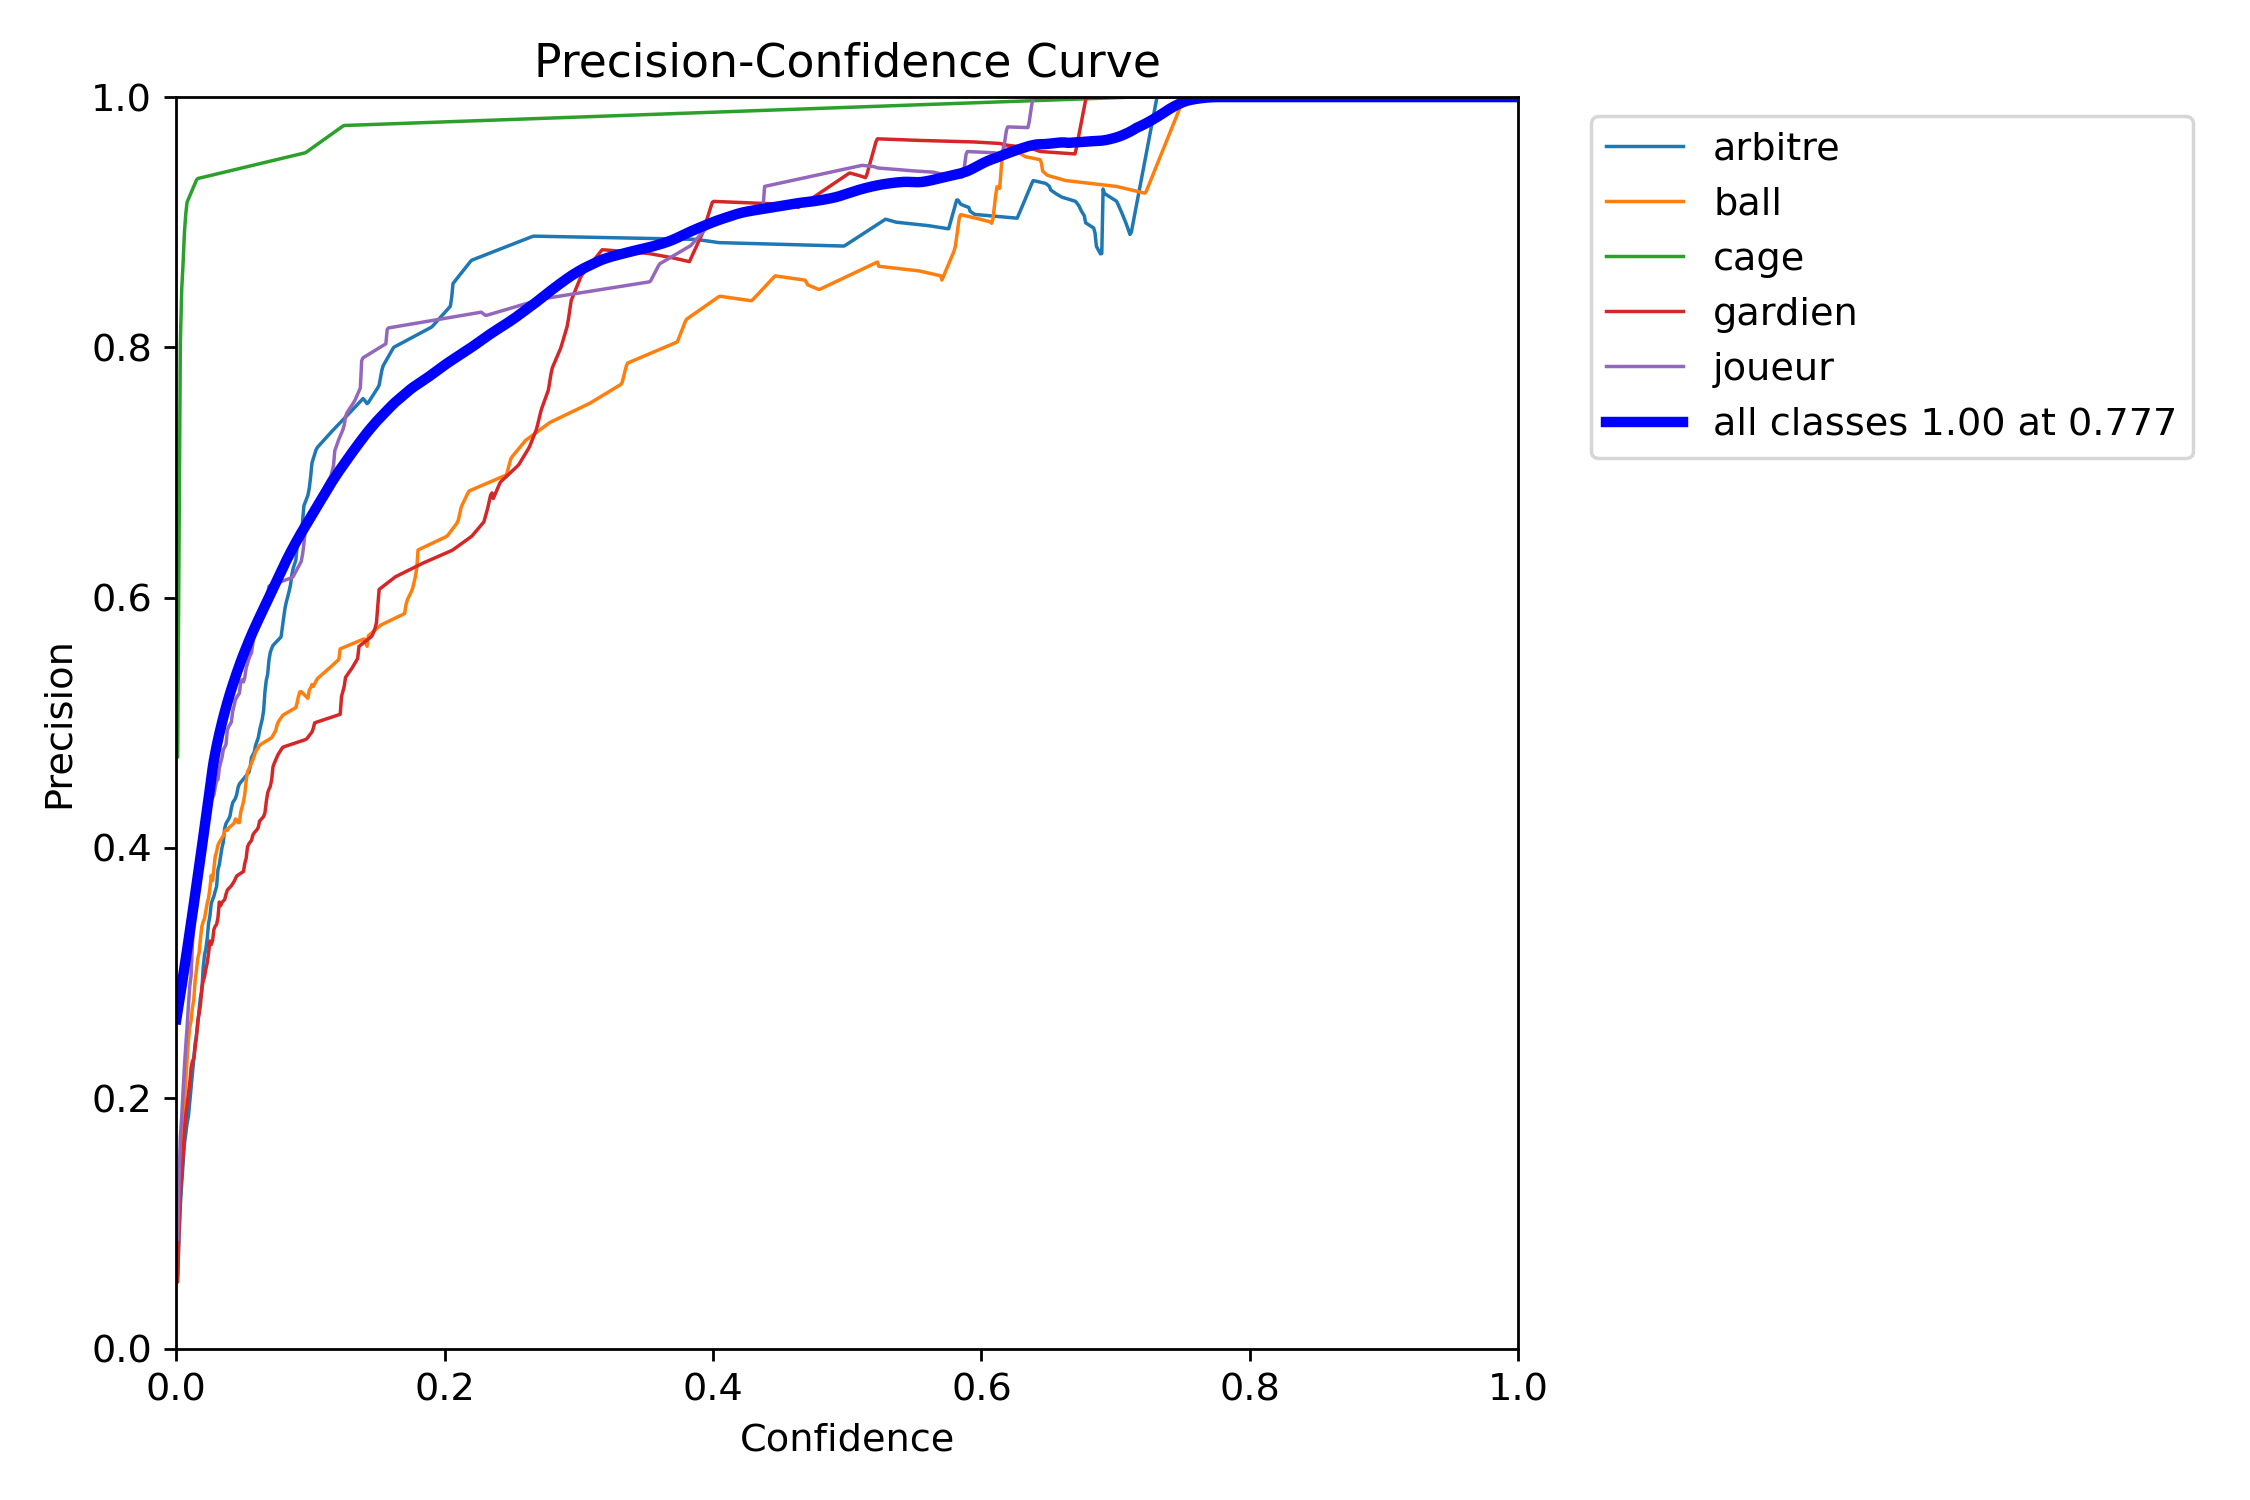 Precision-Confidence Curve
1.0
0.8
0.6
0.4
0.2
0.0
Precision
0.0 0.2 0.4 0.6 0.8 1.0
Confidence
arbitre
ball
cage
gardien
joueur
all classes 1.00 at 0.777